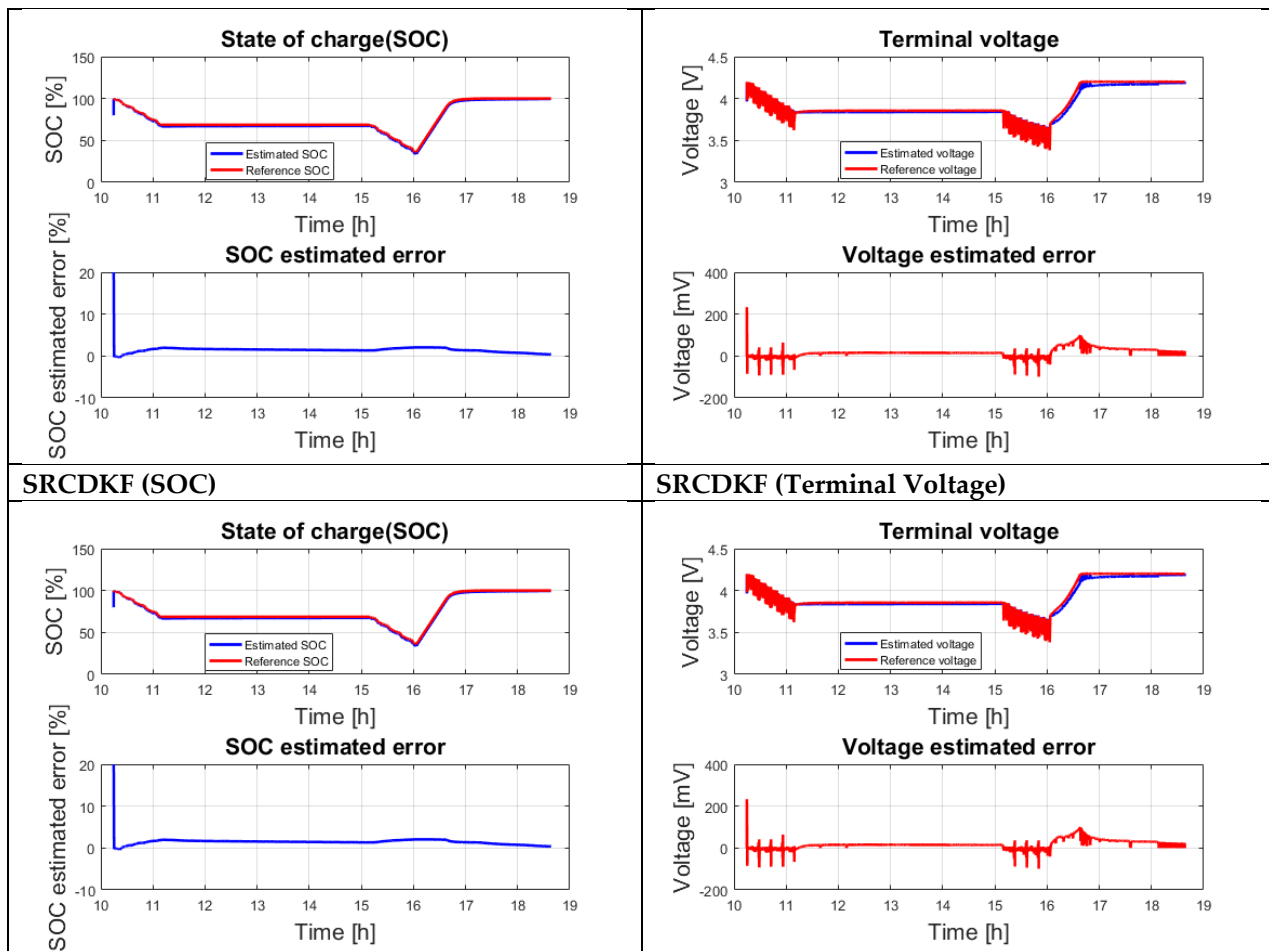 State of charge(SOC)
SOC [%]
150
100
50
0
Estimated SOC
Reference SOC
10 11 12 13 14 15 16 17 18 19
Time [h]
SOC estimated error
SOC estimated error [%]
20
10
0
-10
10 11 12 13 14 15 16 17 18 19
Time [h]
Terminal voltage
Voltage [V]
4.5
4
3.5
3
Estimated voltage
Reference voltage
10 11 12 13 14 15 16 17 18 19
Time [h]
Voltage estimated error
Voltage [mV]
400
200
0
-200
10 11 12 13 14 15 16 17 18 19
Time [h]
SRCDKF (SOC)
SRCDKF (Terminal Voltage)
State of charge(SOC)
SOC [%]
150
100
50
0
Estimated SOC
Reference SOC
10 11 12 13 14 15 16 17 18 19
Time [h]
SOC estimated error
SOC estimated error [%]
20
10
0
-10
10 11 12 13 14 15 16 17 18 19
Time [h]
Terminal voltage
Voltage [V]
4.5
4
3.5
3
Estimated voltage
Reference voltage
10 11 12 13 14 15 16 17 18 19
Time [h]
Voltage estimated error
Voltage [mV]
400
200
0
-200
10 11 12 13 14 15 16 17 18 19
Time [h]